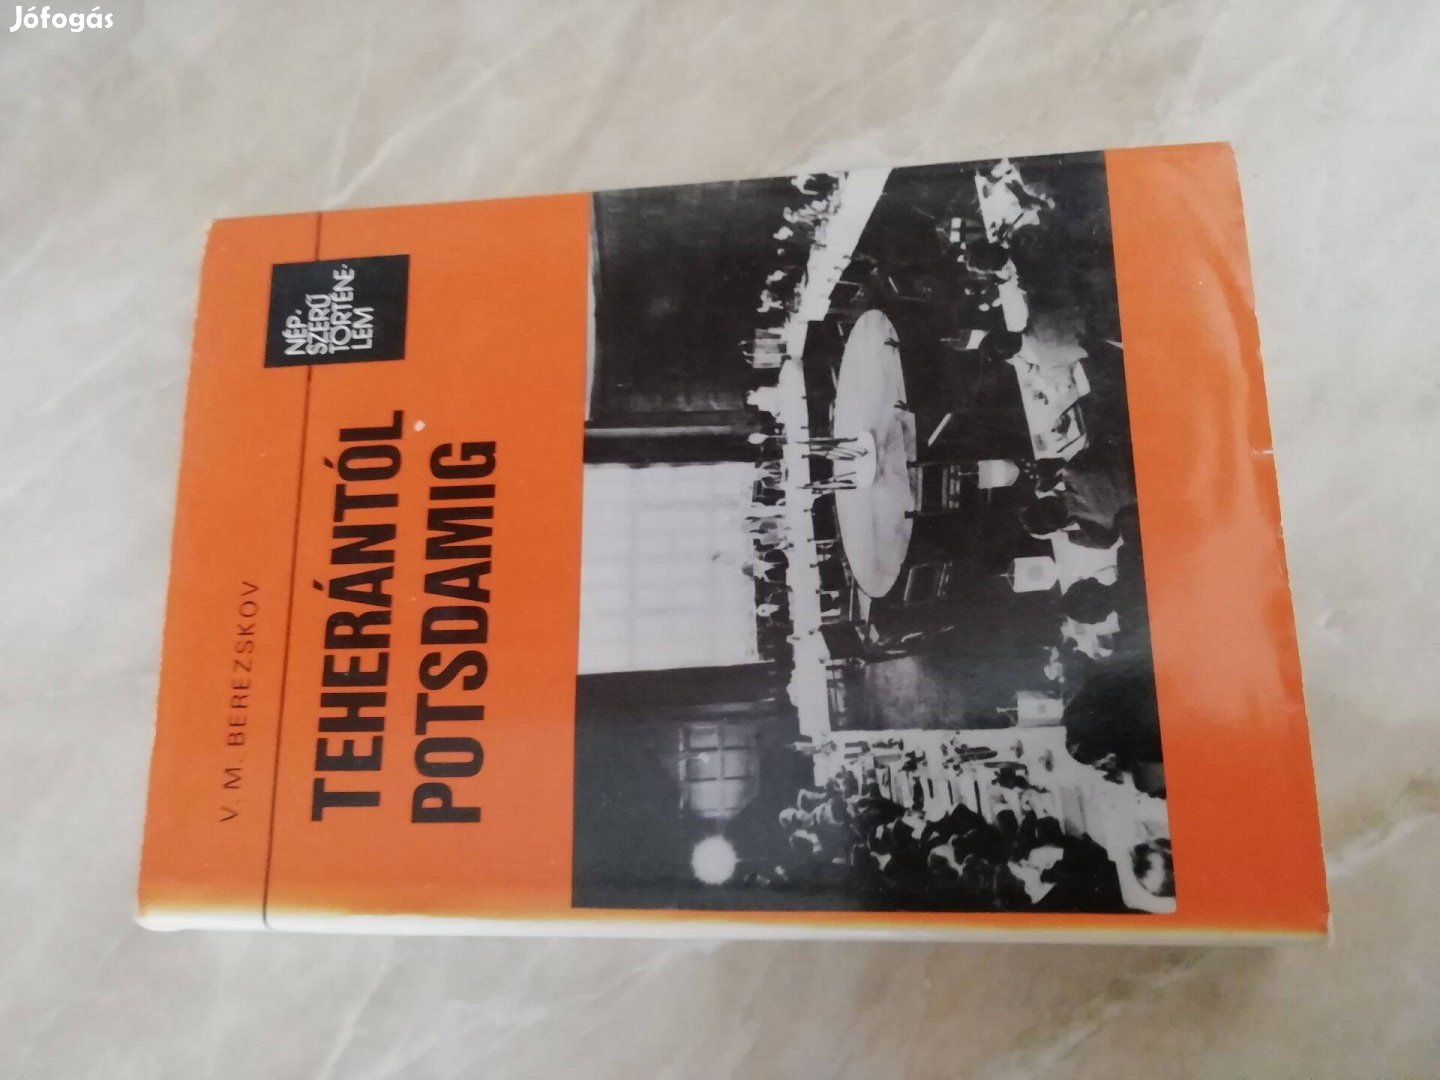 Jófogás
V. M. BEREZSKOV
NÉP,
SZERŰ
TÖRTÉNE,
LEM
TEHERÁNTÓL
POTSDAMIG